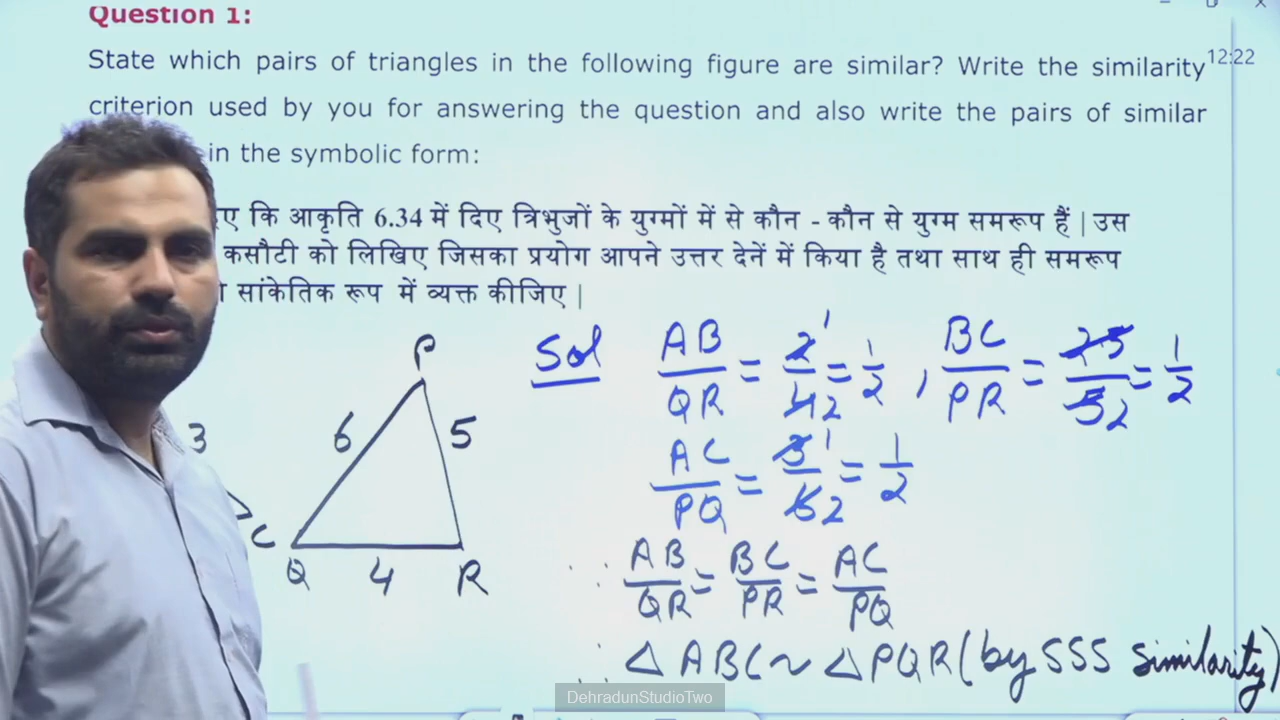 Question 1:
12:22
State which pairs of triangles in the following figure are similar? Write the similarity
criterion used by you for answering the question and also write the pairs of similar
in the symbolic form:
कि आकृति 6.34 में दिए त्रिभुजों के युग्मों में से कौन - कौन से युग्म समरूप हैं | उस
कसौटी को लिखिए जिसका प्रयोग आपने उत्तर देनें में किया है तथा साथ ही समरूप
सांकेतिक रूप में व्यक्त कीजिए |
P
6 5
3
C
Q 4 R
Sol AB/QR = 2/4 = 1/2 , BC/PR = 2.5/5 = 1/2
AC/PQ = 3/6 = 1/2
∴ AB/QR = BC/PR = AC/PQ
∴ △ ABC ~ △ PQR (by SSS similarity)
DehradunStudioTwo